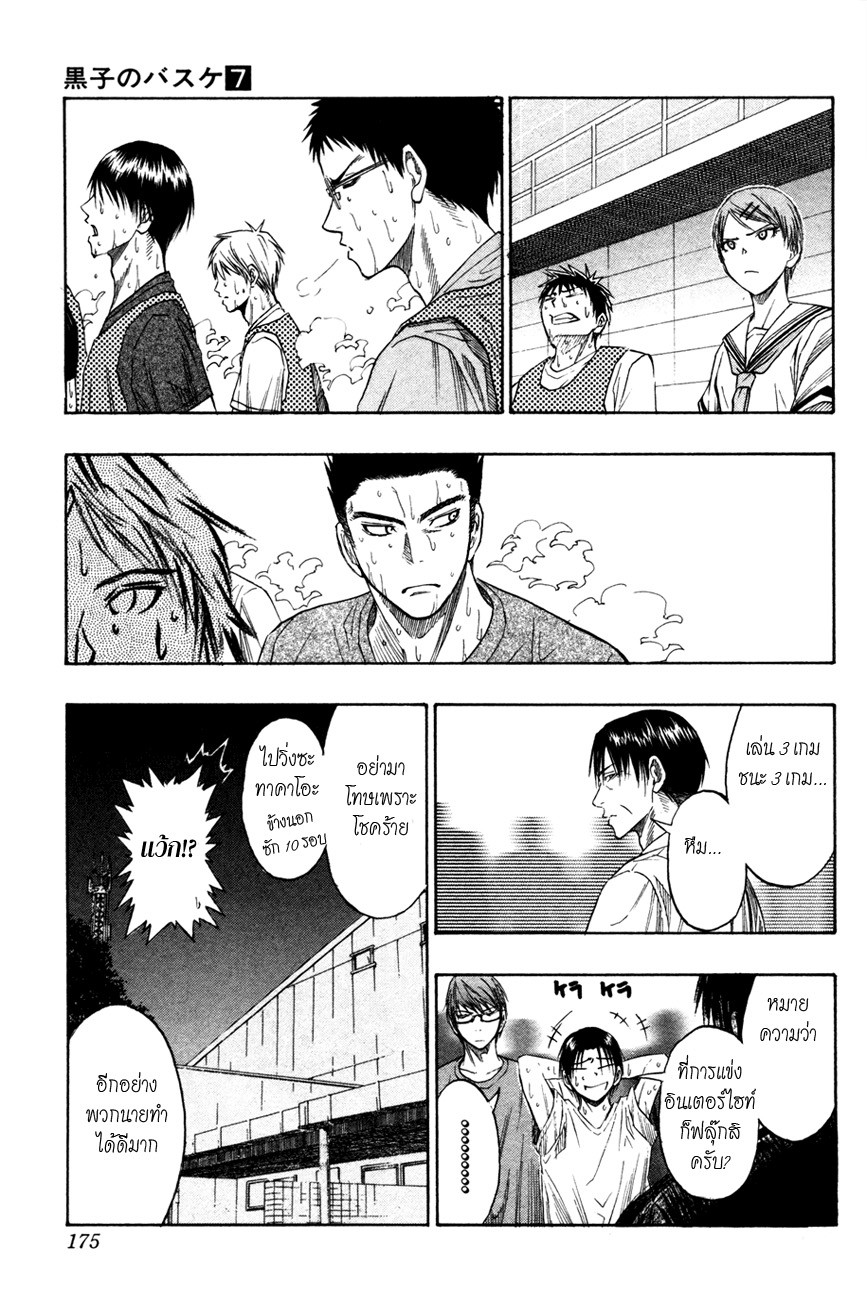 黒子のバスケ7
เล่น 3 เกม
ชนะ 3 เกม...
หึม...
หมาย
ความว่า
ที่การแข่ง
อินเตอร์ไฮท์
ก็ฟลุ๊กสิ
ครับ?
ケラ ケラ
อย่ามา
โทษเพราะ
โชคร้าย
ไปวิ่งซะ
ทาคาโอะ
ข้างนอก
ซัก 10 รอบ
แว้ก!?
อีกอย่าง
พวกนายทำ
ได้ดีมาก
175